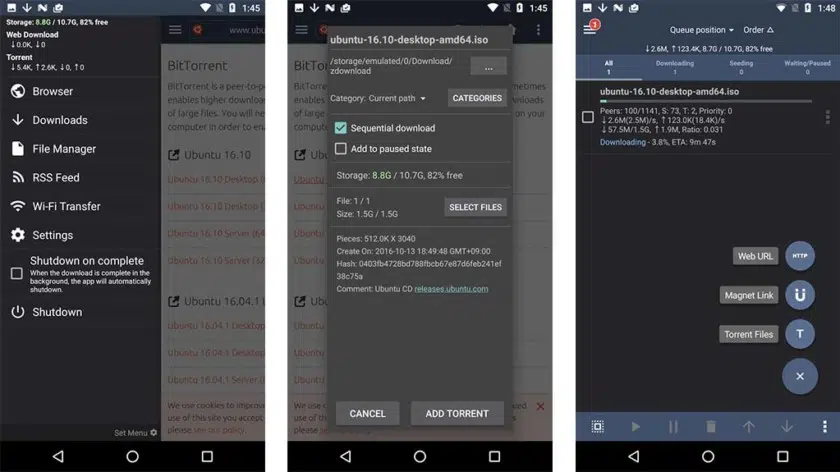 1:45
Storage: 8.8G / 10.7G, 82% free
Web Download
↓0.0K, ↓0
Torrent
↓5.4K, ↑2.6K, ↓0, ↑0
Browser
Downloads
File Manager
RSS Feed
Wi-Fi Transfer
Settings
Shutdown on complete
When the download is complete in the
background, the app will automatically
shutdown.
Shutdown
Set Menu
www.ub
BitTorrent
BitTorrent is a peer-to-pe
enables higher download
of large files. You will nee
computer in order to enab
Ubuntu 16.10
Ubuntu 16.10 Desktop (
Ubuntu 16.10 Desktop (
Ubuntu 16.10 Server (64
Ubuntu 16.10 Server (32
Ubuntu 16.04.1 L
Ubuntu 16.04.1 Desktop
Ubuntu 16.04.1 Desktop
Ubuntu 16.04.1 Server (
We use cookies to improve
use of this site you accept
please see our policy.
1:45
ubuntu-16.10-desktop-amd64.iso
/storage/emulated/0/Download/
zdownload
...
Category: Current path
CATEGORIES
Sequential download
Add to paused state
Storage: 8.8G / 10.7G, 82% free
File: 1 / 1
Size: 1.5G / 1.5G
SELECT FILES
Pieces: 512.0K X 3040
Create On: 2016-10-13 18:49:48 GMT+09:00
Hash: 0403fb4728bd788fbcb67e87d6feb241ef
38c75a
Comment: Ubuntu CD releases.ubuntu.com
CANCEL
ADD TORRENT
1:48
1
Queue position
Order
↓2.6M, ↑123.4K, 8.7G / 10.7G, 82% free
All
1
Downloading
1
Seeding
0
Waiting/Paused
0
ubuntu-16.10-desktop-amd64.iso
Peers: 100/1141, S: 73, T: 2, Priority: 0
↓2.6M(2.5M)/s, ↑123.0K(18.4K)/s
↓57.5M/1.5G, ↑1.9M, Ratio: 0.031
Downloading - 3.8%, ETA: 9m 47s
Web URL
HTTP
Magnet Link
Torrent Files
T